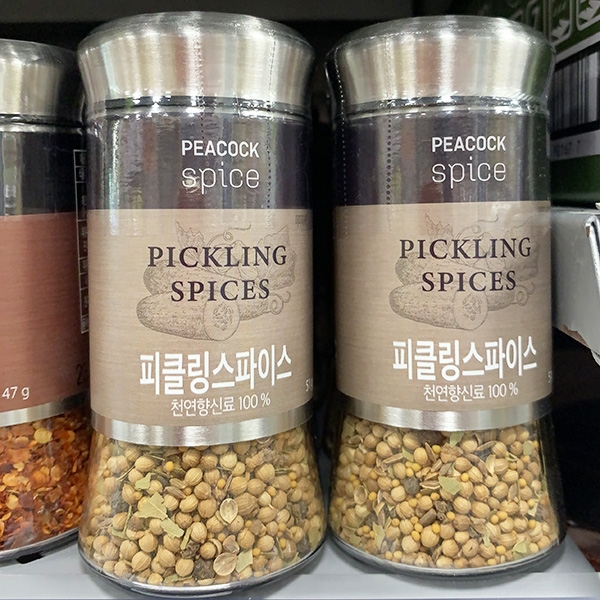 PEACOCK
spice
PICKLING
SPICES
피클링스파이스
천연향신료 100 %
PEACOCK
spice
PICKLING
SPICES
피클링스파이스
천연향신료 100 %
47 g